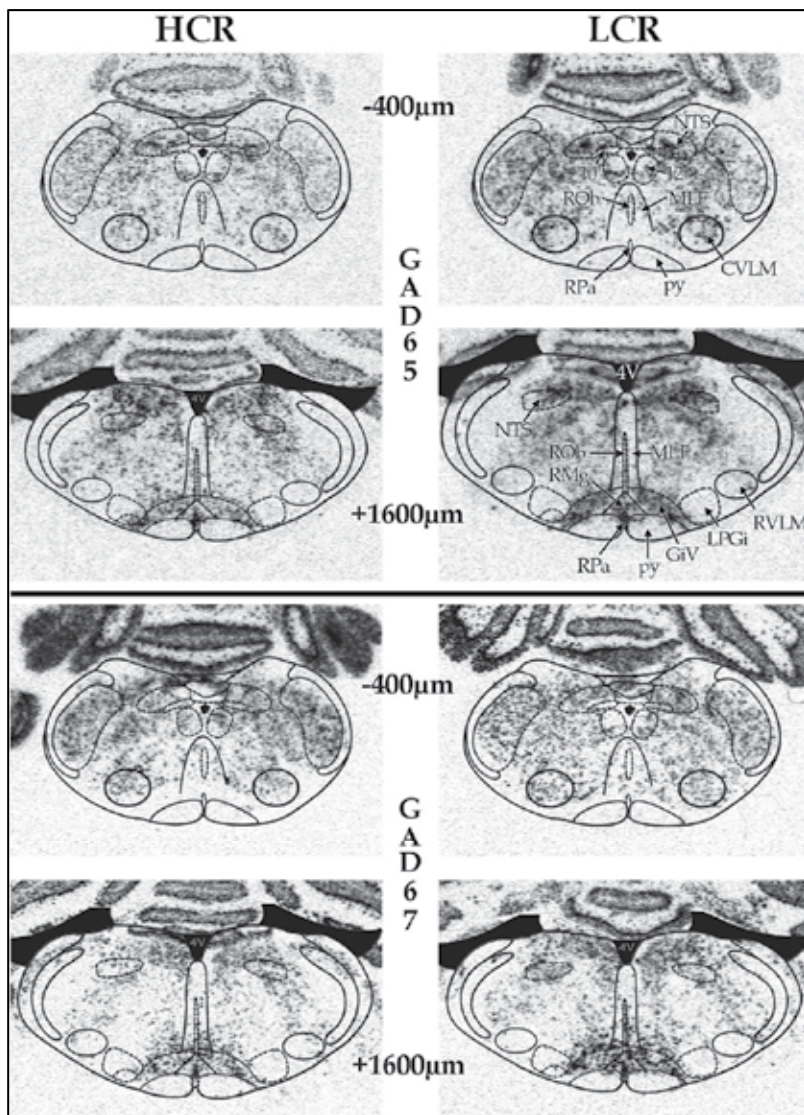 HCR LCR
-400µm
NTS
10 12
ROb MLF
CVLM
RPa py
G
A
D
6
5
4V 4V
NTS
ROb MLF
RMg
+1600µm
RVLM
LPGi
GiV
RPa py
-400µm
G
A
D
6
7
4V 4V
+1600µm